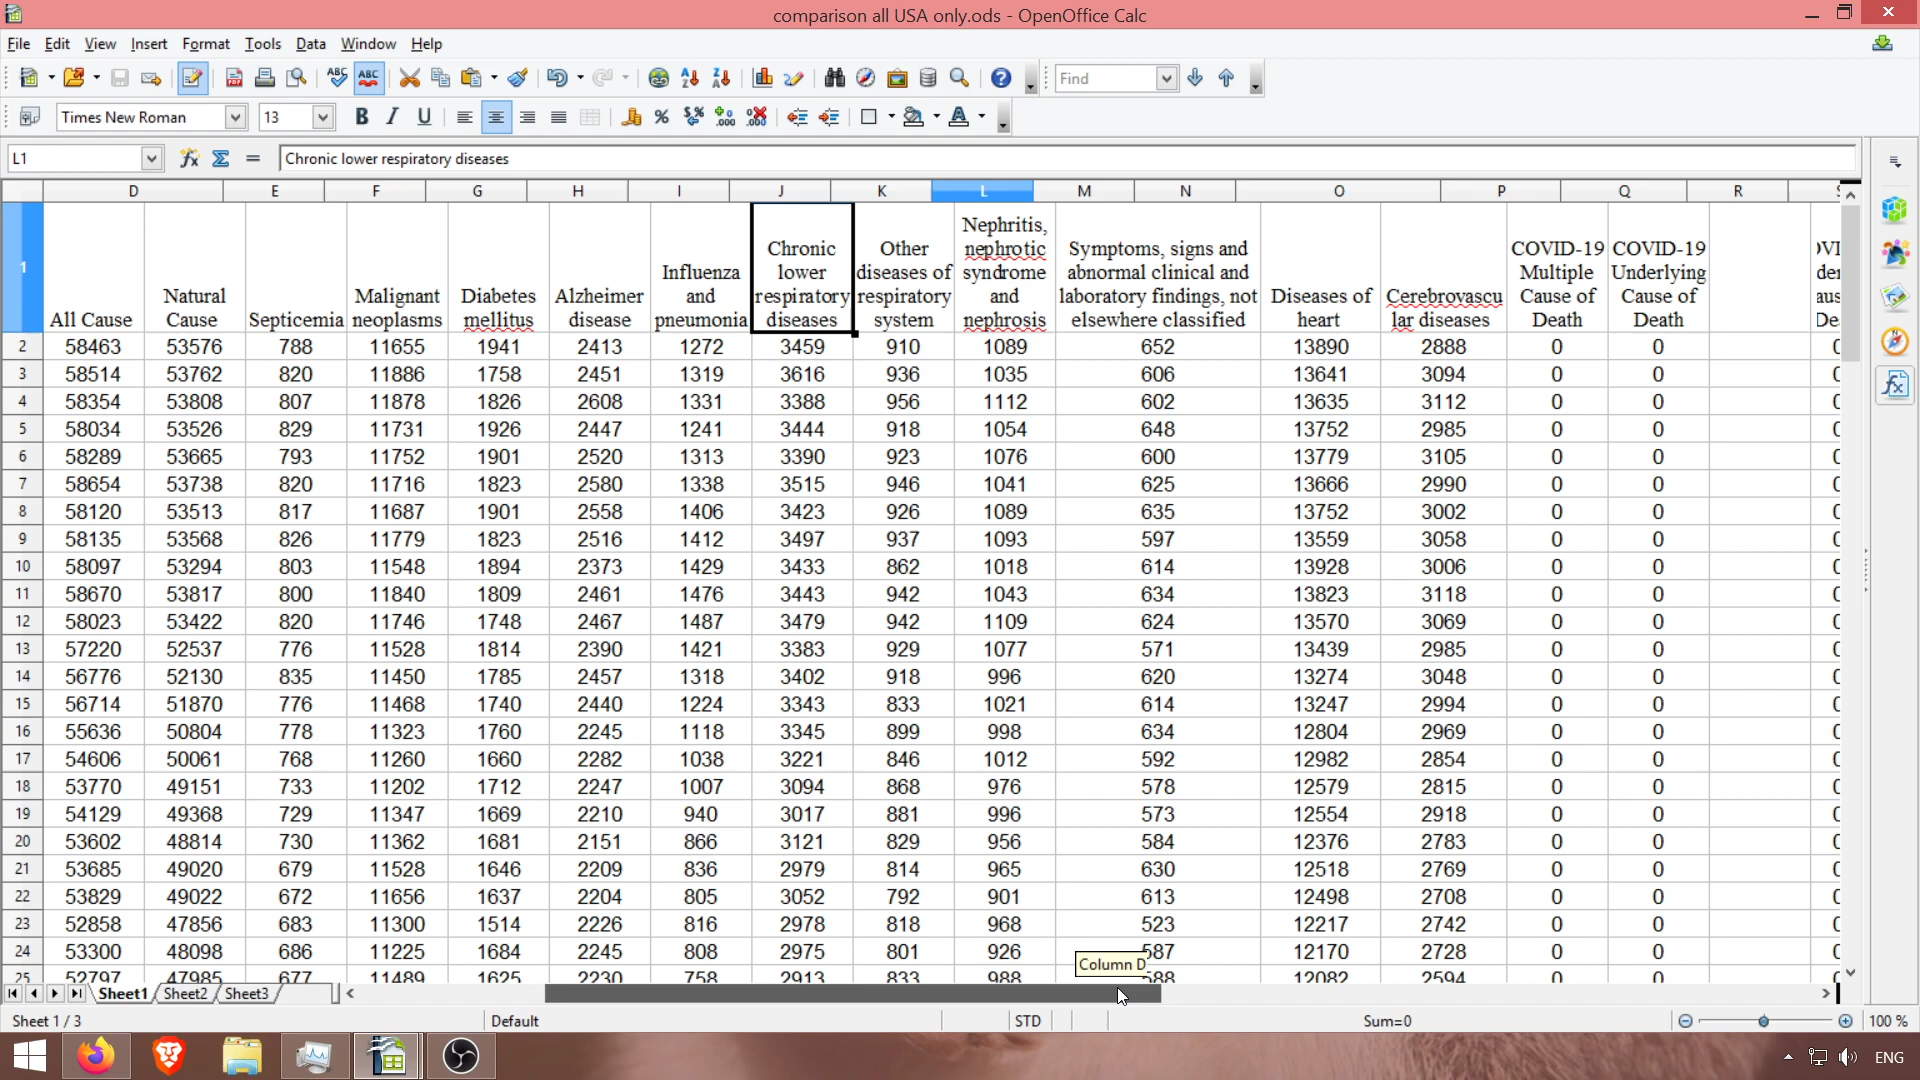 comparison all USA only.ods - OpenOffice Calc
File Edit View Insert Format Tools Data Window Help
Find
Times New Roman 13
L1 Chronic lower respiratory diseases
D E F G H I J K L M N O P Q R
1
All Cause
Natural
Cause
Septicemia
Malignant
neoplasms
Diabetes
mellitus
Alzheimer
disease
Influenza
and
pneumonia
Chronic
lower
respiratory
diseases
Other
diseases of
respiratory
system
Nephritis,
nephrotic
syndrome
and
nephrosis
Symptoms, signs and
abnormal clinical and
laboratory findings, not
elsewhere classified
Diseases of
heart
Cerebrovascu
lar diseases
COVID-19
Multiple
Cause of
Death
COVID-19
Underlying
Cause of
Death
2 58463 53576 788 11655 1941 2413 1272 3459 910 1089 652 13890 2888 0 0
3 58514 53762 820 11886 1758 2451 1319 3616 936 1035 606 13641 3094 0 0
4 58354 53808 807 11878 1826 2608 1331 3388 956 1112 602 13635 3112 0 0
5 58034 53526 829 11731 1926 2447 1241 3444 918 1054 648 13752 2985 0 0
6 58289 53665 793 11752 1901 2520 1313 3390 923 1076 600 13779 3105 0 0
7 58654 53738 820 11716 1823 2580 1338 3515 946 1041 625 13666 2990 0 0
8 58120 53513 817 11687 1901 2558 1406 3423 926 1089 635 13752 3002 0 0
9 58135 53568 826 11779 1823 2516 1412 3497 937 1093 597 13559 3058 0 0
10 58097 53294 803 11548 1894 2373 1429 3433 862 1018 614 13928 3006 0 0
11 58670 53817 800 11840 1809 2461 1476 3443 942 1043 634 13823 3118 0 0
12 58023 53422 820 11746 1748 2467 1487 3479 942 1109 624 13570 3069 0 0
13 57220 52537 776 11528 1814 2390 1421 3383 929 1077 571 13439 2985 0 0
14 56776 52130 835 11450 1785 2457 1318 3402 918 996 620 13274 3048 0 0
15 56714 51870 776 11468 1740 2440 1224 3343 833 1021 614 13247 2994 0 0
16 55636 50804 778 11323 1760 2245 1118 3345 899 998 634 12804 2969 0 0
17 54606 50061 768 11260 1660 2282 1038 3221 846 1012 592 12982 2854 0 0
18 53770 49151 733 11202 1712 2247 1007 3094 868 976 578 12579 2815 0 0
19 54129 49368 729 11347 1669 2210 940 3017 881 996 573 12554 2918 0 0
20 53602 48814 730 11362 1681 2151 866 3121 829 956 584 12376 2783 0 0
21 53685 49020 679 11528 1646 2209 836 2979 814 965 630 12518 2769 0 0
22 53829 49022 672 11656 1637 2204 805 3052 792 901 613 12498 2708 0 0
23 52858 47856 683 11300 1514 2226 816 2978 818 968 523 12217 2742 0 0
24 53300 48098 686 11225 1684 2245 808 2975 801 926 587 12170 2728 0 0
25 52797 47985 677 11489 1625 2230 758 2913 833 988 588 12082 2594 0 0
Column D
Sheet1 Sheet2 Sheet3
Sheet 1 / 3 Default STD Sum=0 100 %
ENG